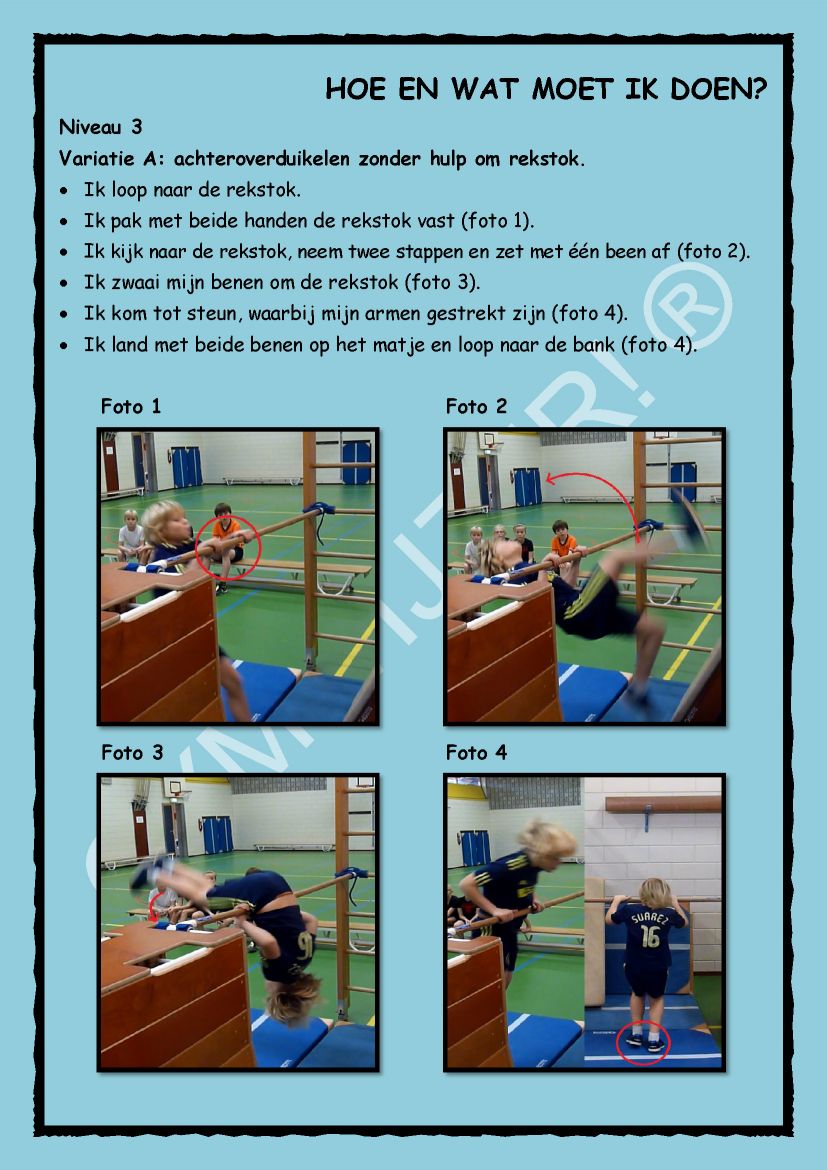 HOE EN WAT MOET IK DOEN?
Niveau 3
Variatie A: achteroverduikelen zonder hulp om rekstok.
• Ik loop naar de rekstok.
• Ik pak met beide handen de rekstok vast (foto 1).
• Ik kijk naar de rekstok, neem twee stappen en zet met één been af (foto 2).
• Ik zwaai mijn benen om de rekstok (foto 3).
• Ik kom tot steun, waarbij mijn armen gestrekt zijn (foto 4).
• Ik land met beide benen op het matje en loop naar de bank (foto 4).
Foto 1
Foto 2
Foto 3
Foto 4
SUAREZ
16
16